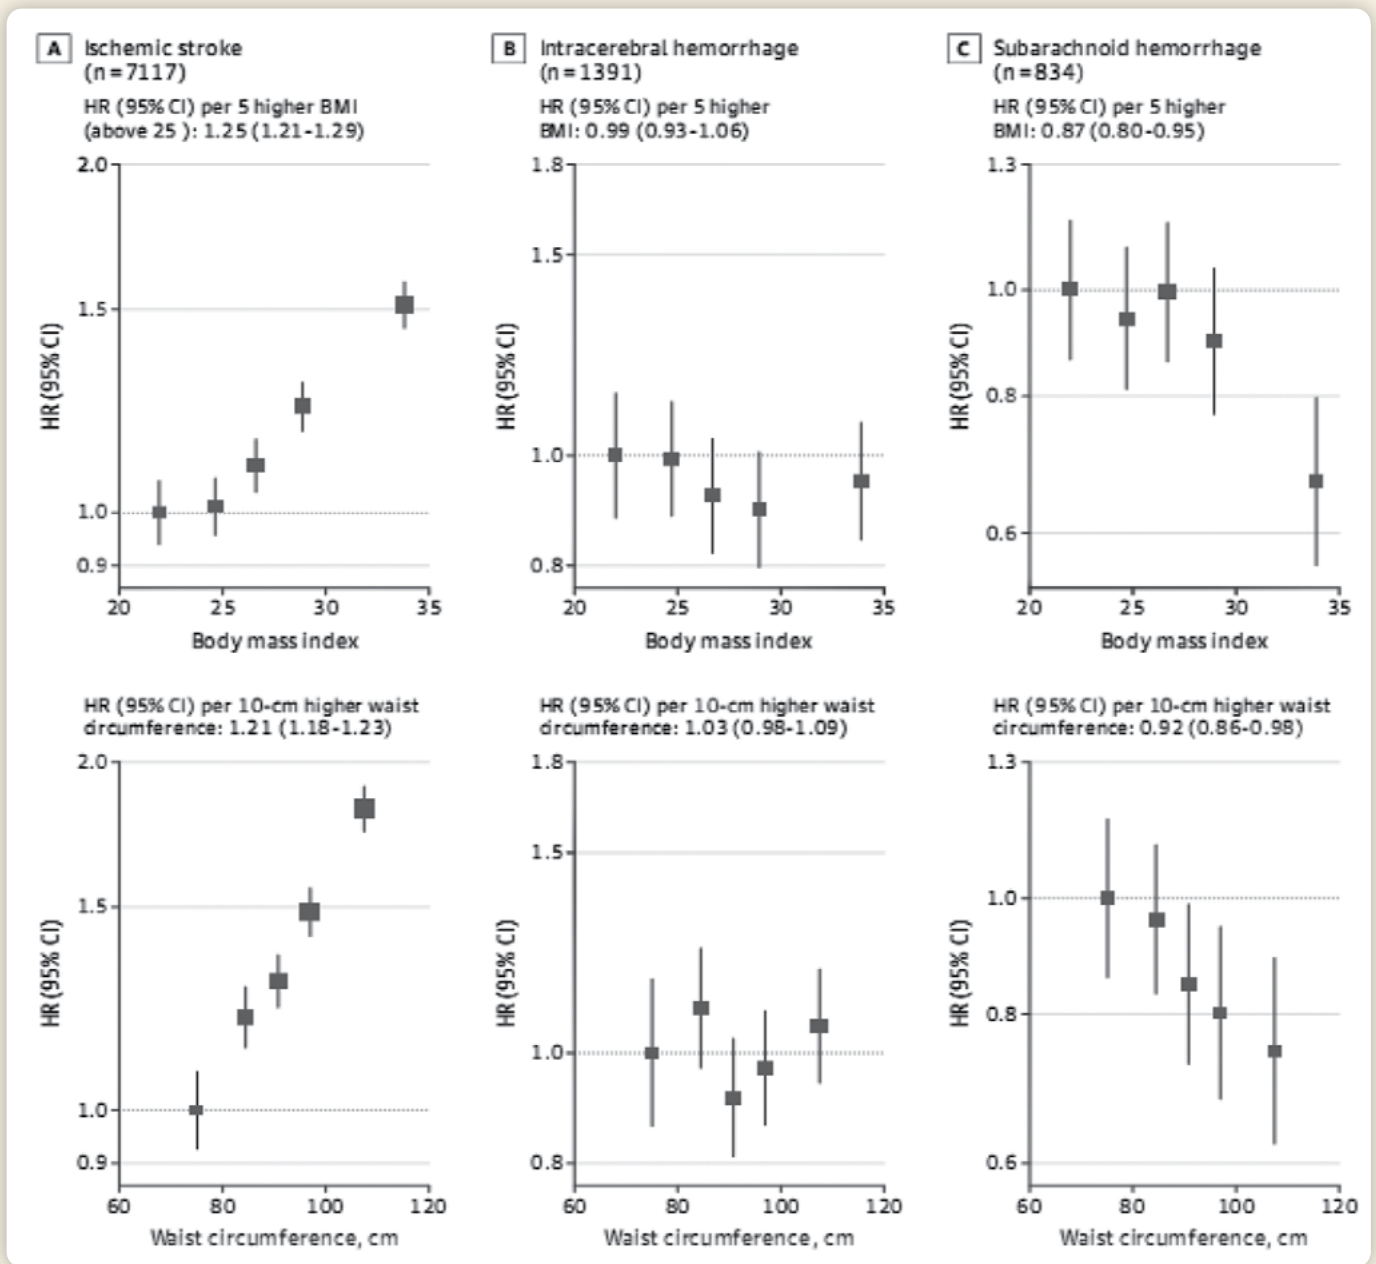 A Ischemic stroke
(n=7117)
HR (95% CI) per 5 higher BMI
(above 25 ): 1.25 (1.21-1.29)
2.0
1.5
1.0
0.9
HR (95% CI)
20 25 30 35
Body mass index
B Intracerebral hemorrhage
(n=1391)
HR (95% CI) per 5 higher
BMI: 0.99 (0.93-1.06)
1.8
1.5
1.0
0.8
HR (95% CI)
20 25 30 35
Body mass index
C Subarachnoid hemorrhage
(n=834)
HR (95% CI) per 5 higher
BMI: 0.87 (0.80-0.95)
1.3
1.0
0.8
0.6
HR (95% CI)
20 25 30 35
Body mass index
HR (95% CI) per 10-cm higher waist
circumference: 1.21 (1.18-1.23)
2.0
1.5
1.0
0.9
HR (95% CI)
60 80 100 120
Waist circumference, cm
HR (95% CI) per 10-cm higher waist
circumference: 1.03 (0.98-1.09)
1.8
1.5
1.0
0.8
HR (95% CI)
60 80 100 120
Waist circumference, cm
HR (95% CI) per 10-cm higher waist
circumference: 0.92 (0.86-0.98)
1.3
1.0
0.8
0.6
HR (95% CI)
60 80 100 120
Waist circumference, cm